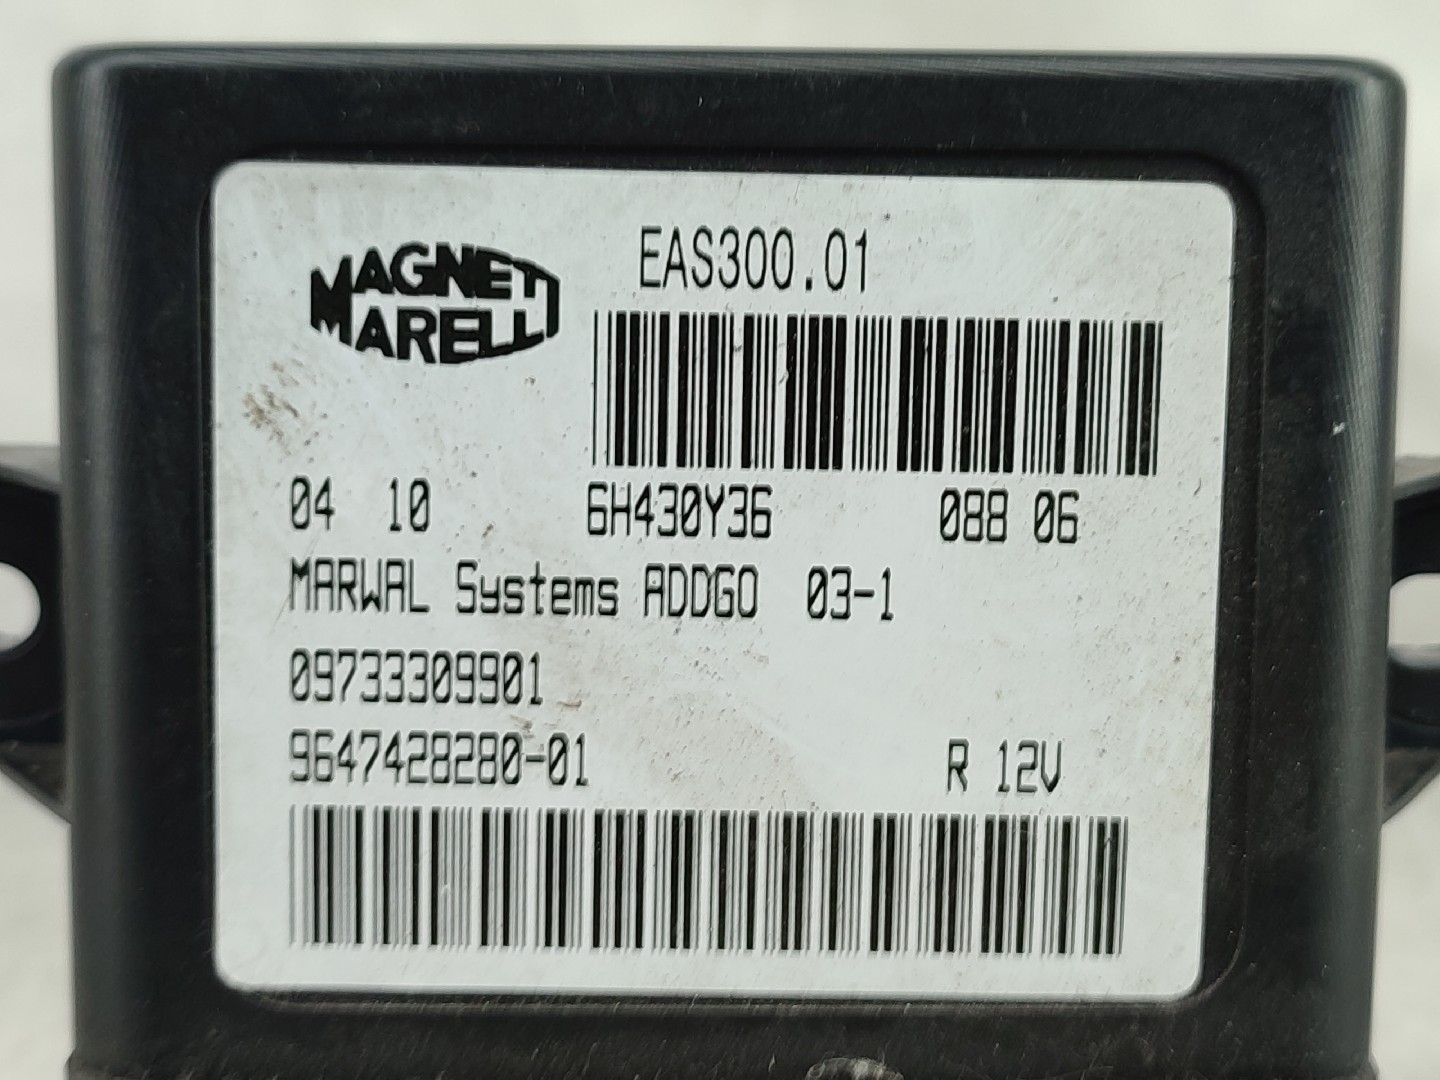 MAGNETI
MARELLI
EAS300.01
04 10 6H430Y36 088 06
MARWAL Systems ADDGO 03-1
09733309901
9647428280-01 R 12V